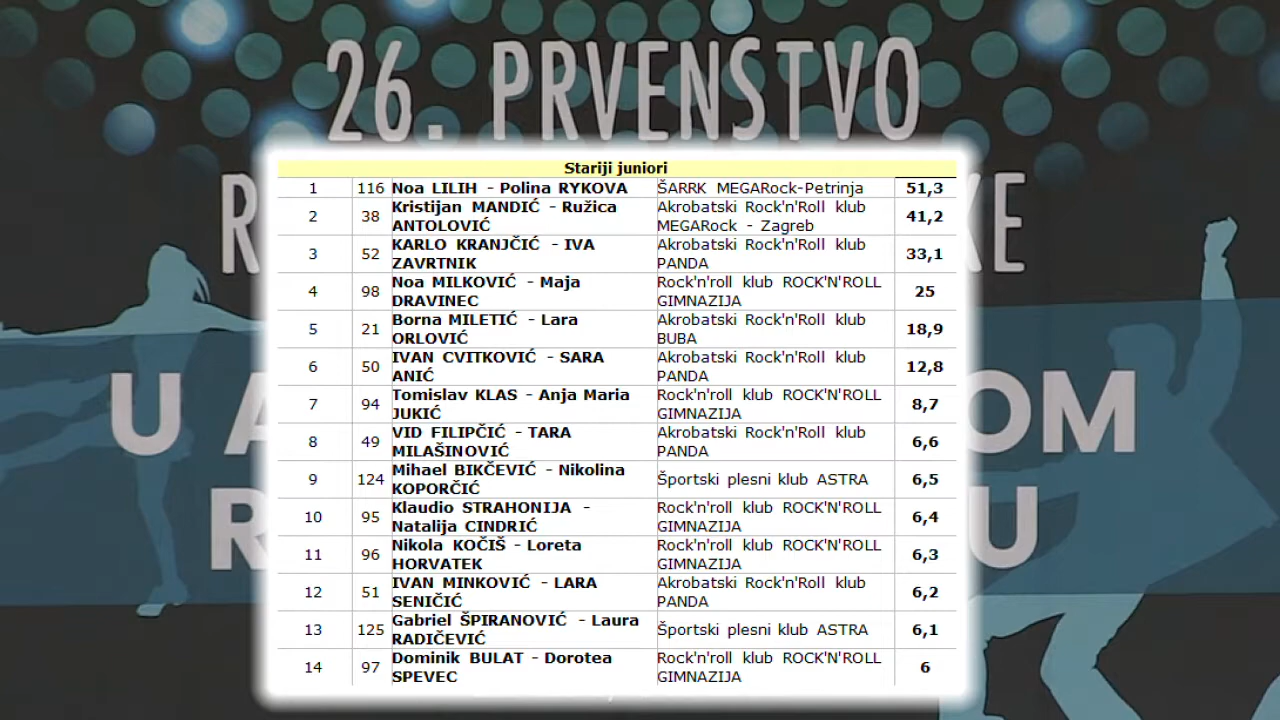 26. PRVENSTVO
Stariji juniori
1 116 Noa LILIH - Polina RYKOVA ŠARRK MEGARock-Petrinja 51,3
2 38 Kristijan MANDIĆ - Ružica ANTOLOVIĆ Akrobatski Rock'n'Roll klub MEGARock - Zagreb 41,2
3 52 KARLO KRANJČIĆ - IVA ZAVRTNIK Akrobatski Rock'n'Roll klub PANDA 33,1
4 98 Noa MILKOVIĆ - Maja DRAVINEC Rock'n'roll klub ROCK'N'ROLL GIMNAZIJA 25
5 21 Borna MILETIĆ - Lara ORLOVIĆ Akrobatski Rock'n'Roll klub BUBA 18,9
6 50 IVAN CVITKOVIĆ - SARA ANIĆ Akrobatski Rock'n'Roll klub PANDA 12,8
7 94 Tomislav KLAS - Anja Maria JUKIĆ Rock'n'roll klub ROCK'N'ROLL GIMNAZIJA 8,7
8 49 VID FILIPČIĆ - TARA MILAŠINOVIĆ Akrobatski Rock'n'Roll klub PANDA 6,6
9 124 Mihael BIKČEVIĆ - Nikolina KOPORČIĆ Športski plesni klub ASTRA 6,5
10 95 Klaudio STRAHONIJA - Natalija CINDRIĆ Rock'n'roll klub ROCK'N'ROLL GIMNAZIJA 6,4
11 96 Nikola KOČIŠ - Loreta HORVATEK Rock'n'roll klub ROCK'N'ROLL GIMNAZIJA 6,3
12 51 IVAN MINKOVIĆ - LARA SENIČIĆ Akrobatski Rock'n'Roll klub PANDA 6,2
13 125 Gabriel ŠPIRANOVIĆ - Laura RADIČEVIĆ Športski plesni klub ASTRA 6,1
14 97 Dominik BULAT - Dorotea SPEVEC Rock'n'roll klub ROCK'N'ROLL GIMNAZIJA 6
U